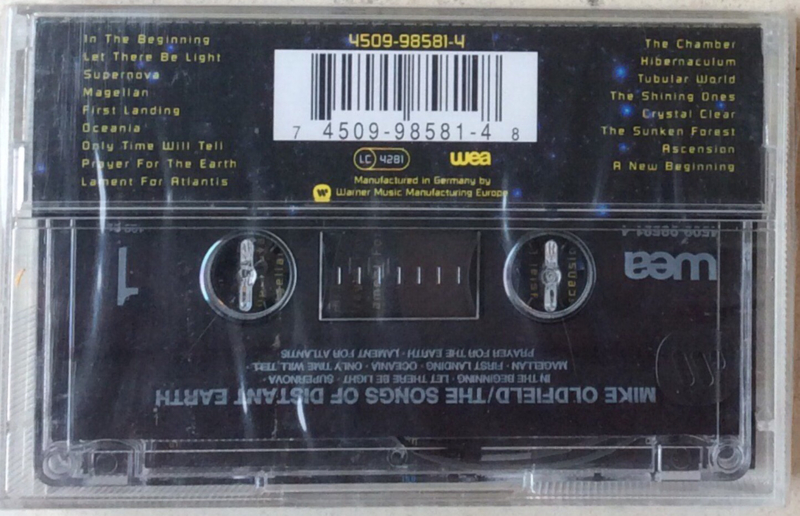 In The Beginning
Let There Be Light
Supernova
Magellan
First Landing
Oceania
Only Time Will Tell
Prayer For The Earth
Lament For Atlantis
4509-98581-4
7 4509-98581-4 8
LC 4281
wea
Manufactured in Germany by
Warner Music Manufacturing Europe
The Chamber
Hibernaculum
Tubular World
The Shining Ones
Crystal Clear
The Sunken Forest
Ascension
A New Beginning
4509-98581-4
wea
1
MIKE OLDFIELD/THE SONGS OF DISTANT EARTH
IN THE BEGINNING · LET THERE BE LIGHT · SUPERNOVA ·
MAGELLAN · FIRST LANDING · OCEANIA · ONLY TIME WILL TELL ·
PRAYER FOR THE EARTH · LAMENT FOR ATLANTIS